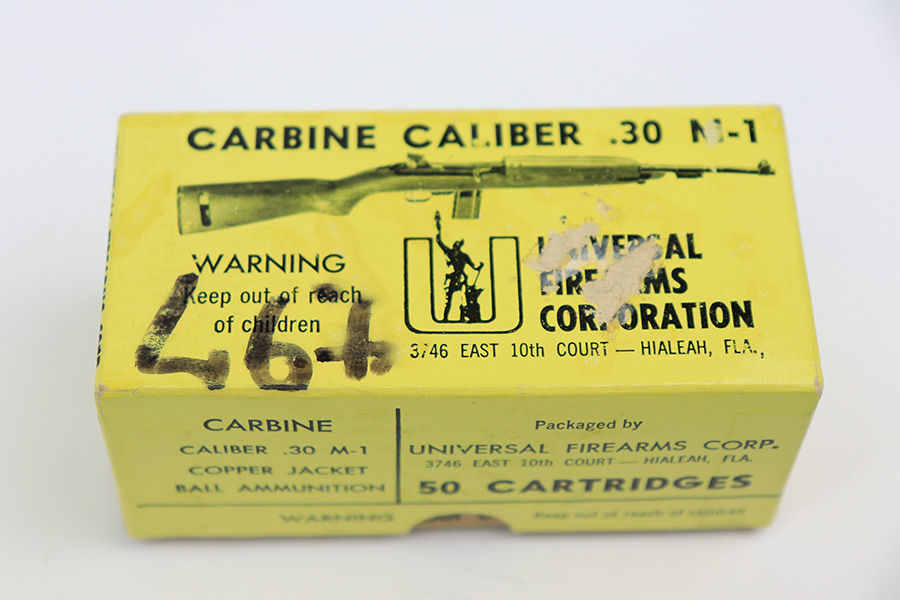 CARBINE CALIBER .30 M-1
WARNING
Keep out of reach
of children
467
U
UNIVERSAL
FIREARMS
CORPORATION
3746 EAST 10th COURT — HIALEAH, FLA.,
CARBINE
CALIBER .30 M-1
COPPER JACKET
BALL AMMUNITION
Packaged by
UNIVERSAL FIREARMS CORP.
3746 EAST 10th COURT — HIALEAH, FLA.
50 CARTRIDGES
WARNING Keep out of reach of children